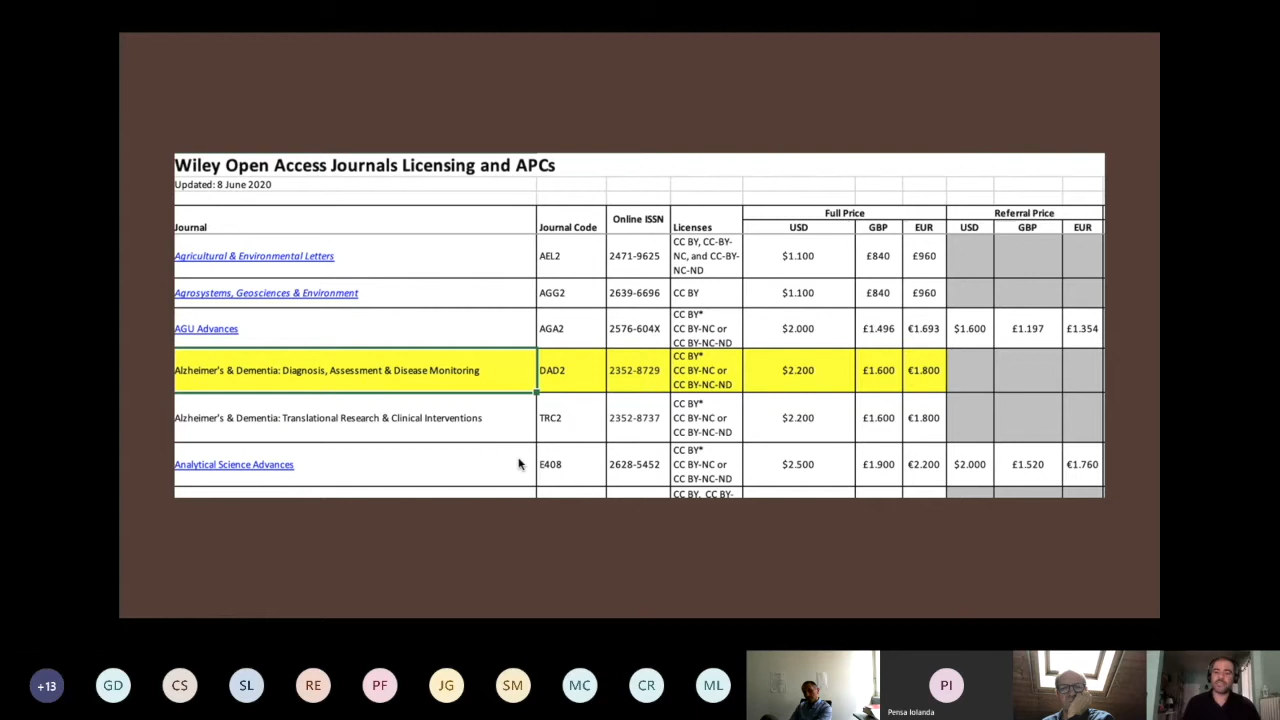 Wiley Open Access Journals Licensing and APCs
Updated: 8 June 2020
Journal Journal Code Online ISSN Licenses Full Price Referral Price
USD GBP EUR USD GBP EUR
Agricultural & Environmental Letters AEL2 2471-9625 CC BY, CC-BY-
NC, and CC-BY-
NC-ND $1.100 £840 £960
Agrosystems, Geosciences & Environment AGG2 2639-6696 CC BY $1.100 £840 £960
AGU Advances AGA2 2576-604X CC BY*
CC BY-NC or
CC BY-NC-ND $2.000 £1.496 €1.693 $1.600 £1.197 £1.354
Alzheimer's & Dementia: Diagnosis, Assessment & Disease Monitoring DAD2 2352-8729 CC BY*
CC BY-NC or
CC BY-NC-ND $2.200 £1.600 €1.800
Alzheimer's & Dementia: Translational Research & Clinical Interventions TRC2 2352-8737 CC BY*
CC BY-NC or
CC BY-NC-ND $2.200 £1.600 €1.800
Analytical Science Advances E408 2628-5452 CC BY*
CC BY-NC or
CC BY-NC-ND $2.500 £1.900 €2.200 $2.000 £1.520 €1.760
CC BY, CC BY-
+13 GD CS SL RE PF JG SM MC CR ML PI
Pensa Iolanda